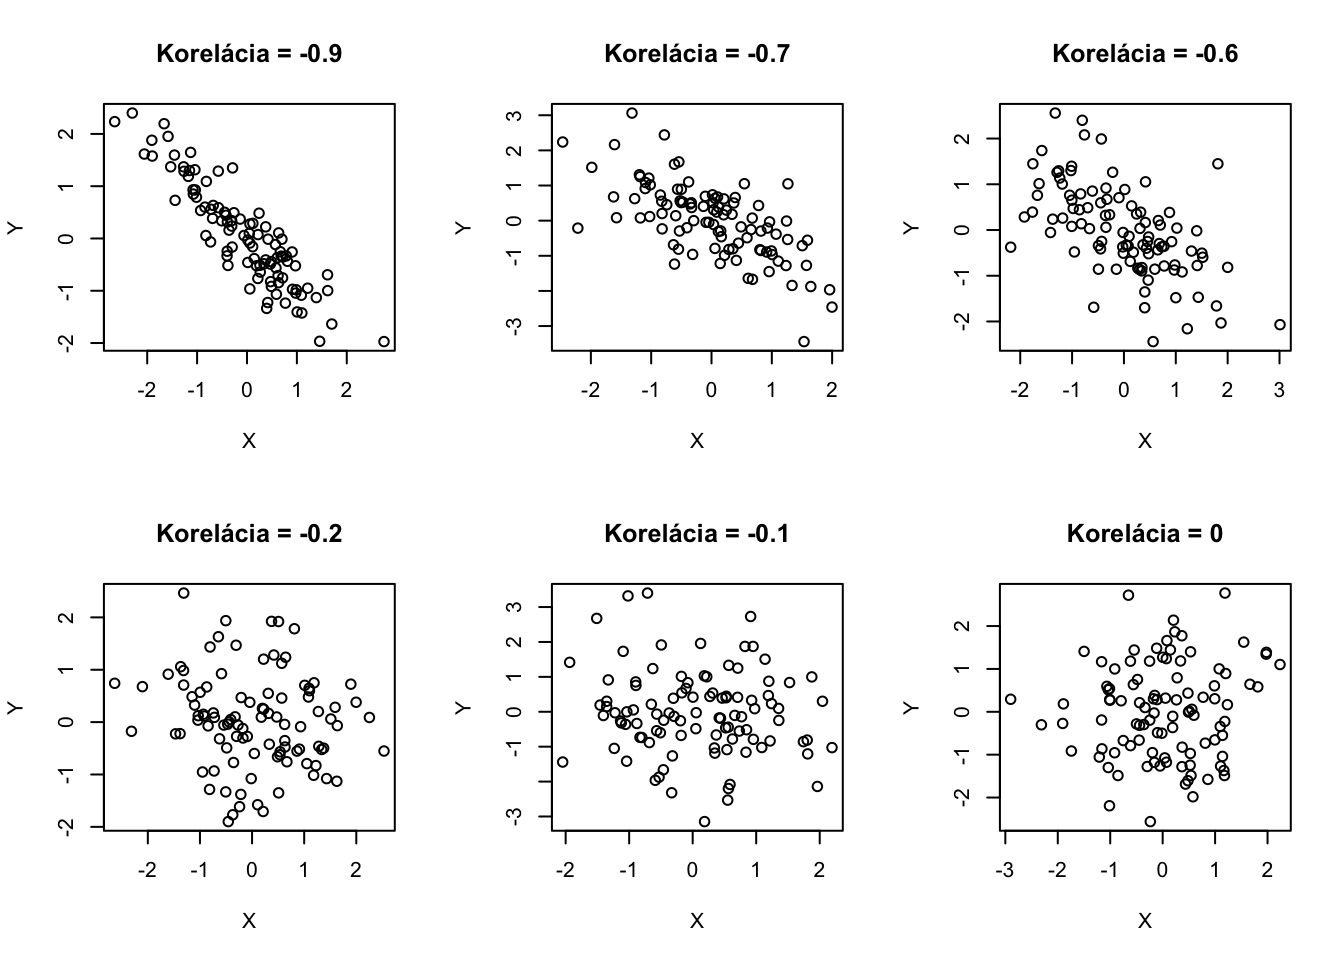 Korelácia = -0.9
2
1
0
-1
-2
Y
-2 -1 0 1 2
X
Korelácia = -0.7
3
2
1
0
-1
-3
Y
-2 -1 0 1 2
X
Korelácia = -0.6
2
1
0
-1
-2
Y
-2 -1 0 1 2 3
X
Korelácia = -0.2
2
1
0
-1
-2
Y
-2 -1 0 1 2
X
Korelácia = -0.1
3
2
1
0
-1
-3
Y
-2 -1 0 1 2
X
Korelácia = 0
2
1
0
-1
-2
Y
-3 -2 -1 0 1 2
X